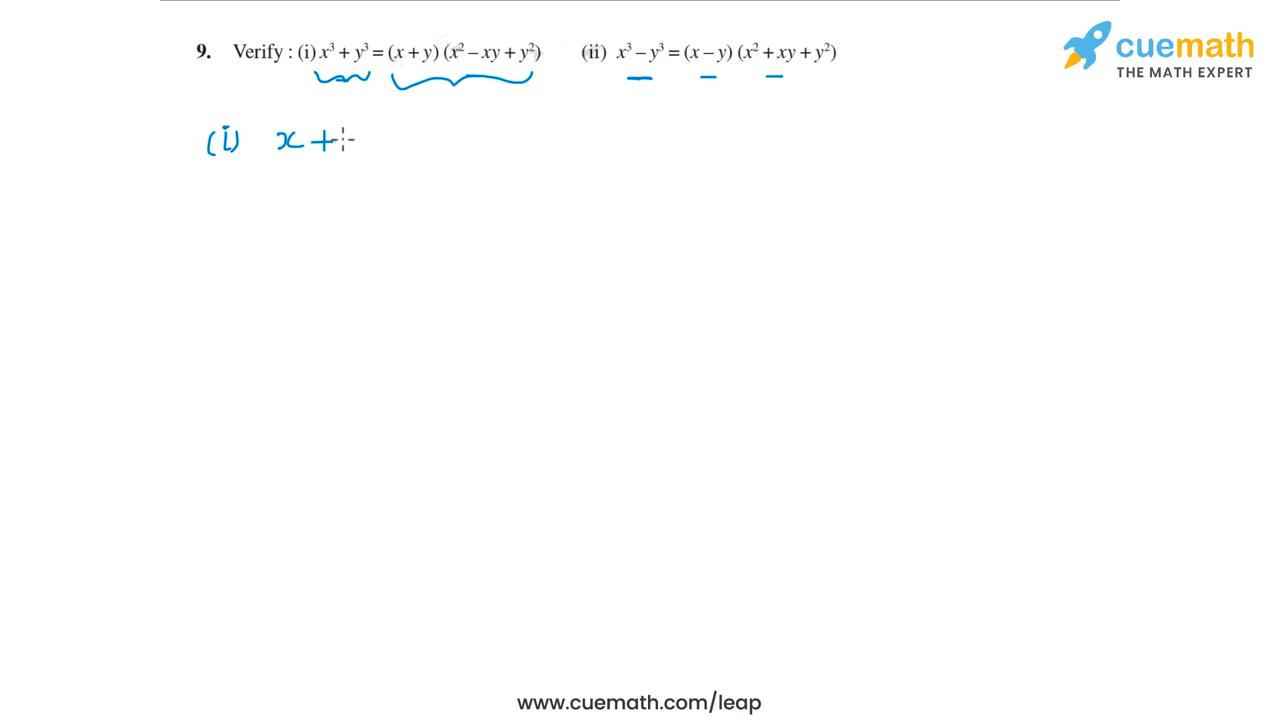 9. Verify : (i) x³ + y³ = (x + y) (x² – xy + y²) (ii) x³ – y³ = (x – y) (x² + xy + y²)
cuemath
THE MATH EXPERT
(i) x +
www.cuemath.com/leap